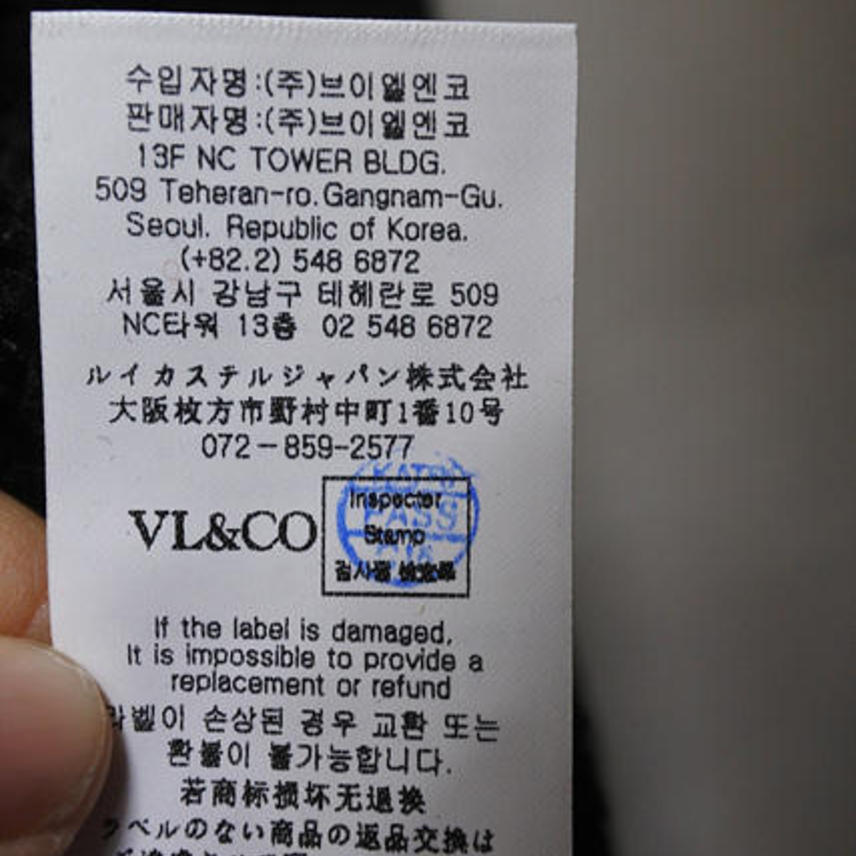 수입자명:(주)브이엘엔코
판매자명:(주)브이엘엔코
13F NC TOWER BLDG.
509 Teheran-ro.Gangnam-Gu.
Seoul. Republic of Korea.
(+82.2) 548 6872
서울시 강남구 테헤란로 509
NC타워 13층 02 548 6872
ルイカステルジャパン株式会社
大阪枚方市野村中町1番10号
072-859-2577
VL&CO
Inspecter
Stamp
PASS
If the label is damaged,
It is impossible to provide a
replacement or refund
라벨이 손상된 경우 교환 또는
환불이 불가능합니다.
若商标损坏无退换
ラベルのない商品の返品交換は